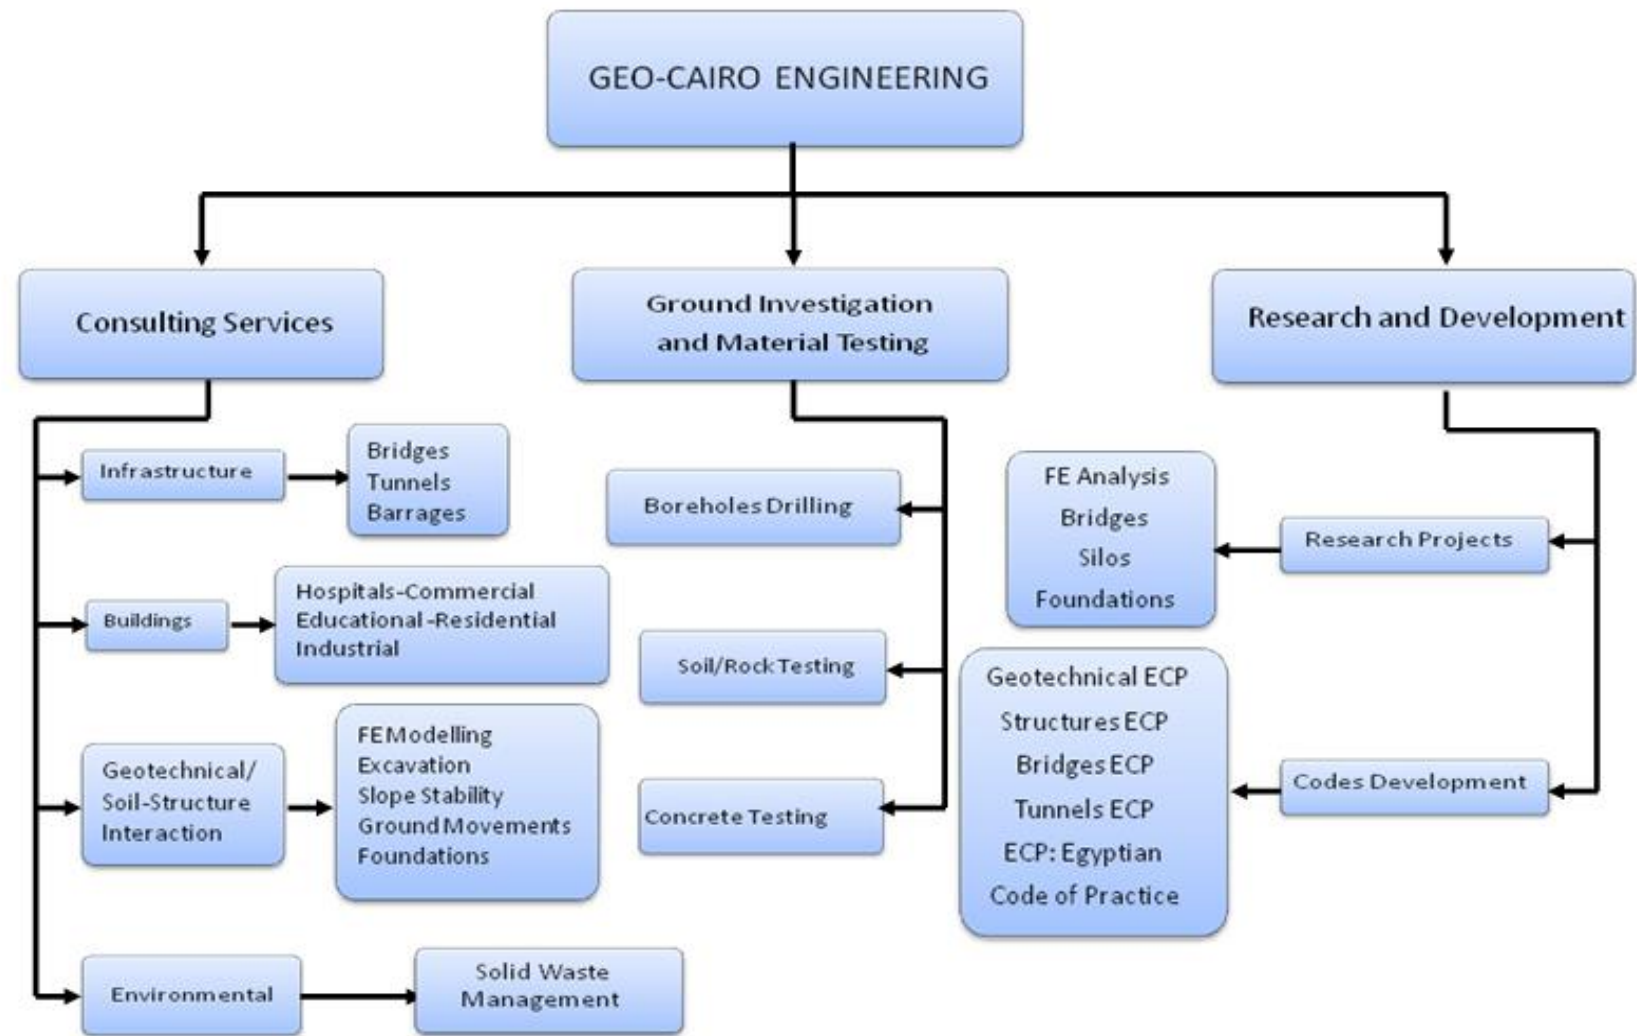 GEO-CAIRO ENGINEERING
Consulting Services
Ground Investigation
and Material Testing
Research and Development
Infrastructure
Bridges
Tunnels
Barrages
Buildings
Hospitals-Commercial
Educational-Residential
Industrial
Geotechnical/
Soil-Structure
Interaction
FE Modelling
Excavation
Slope Stability
Ground Movements
Foundations
Environmental
Solid Waste
Management
Boreholes Drilling
Soil/Rock Testing
Concrete Testing
Research Projects
FE Analysis
Bridges
Silos
Foundations
Codes Development
Geotechnical ECP
Structures ECP
Bridges ECP
Tunnels ECP
ECP: Egyptian
Code of Practice